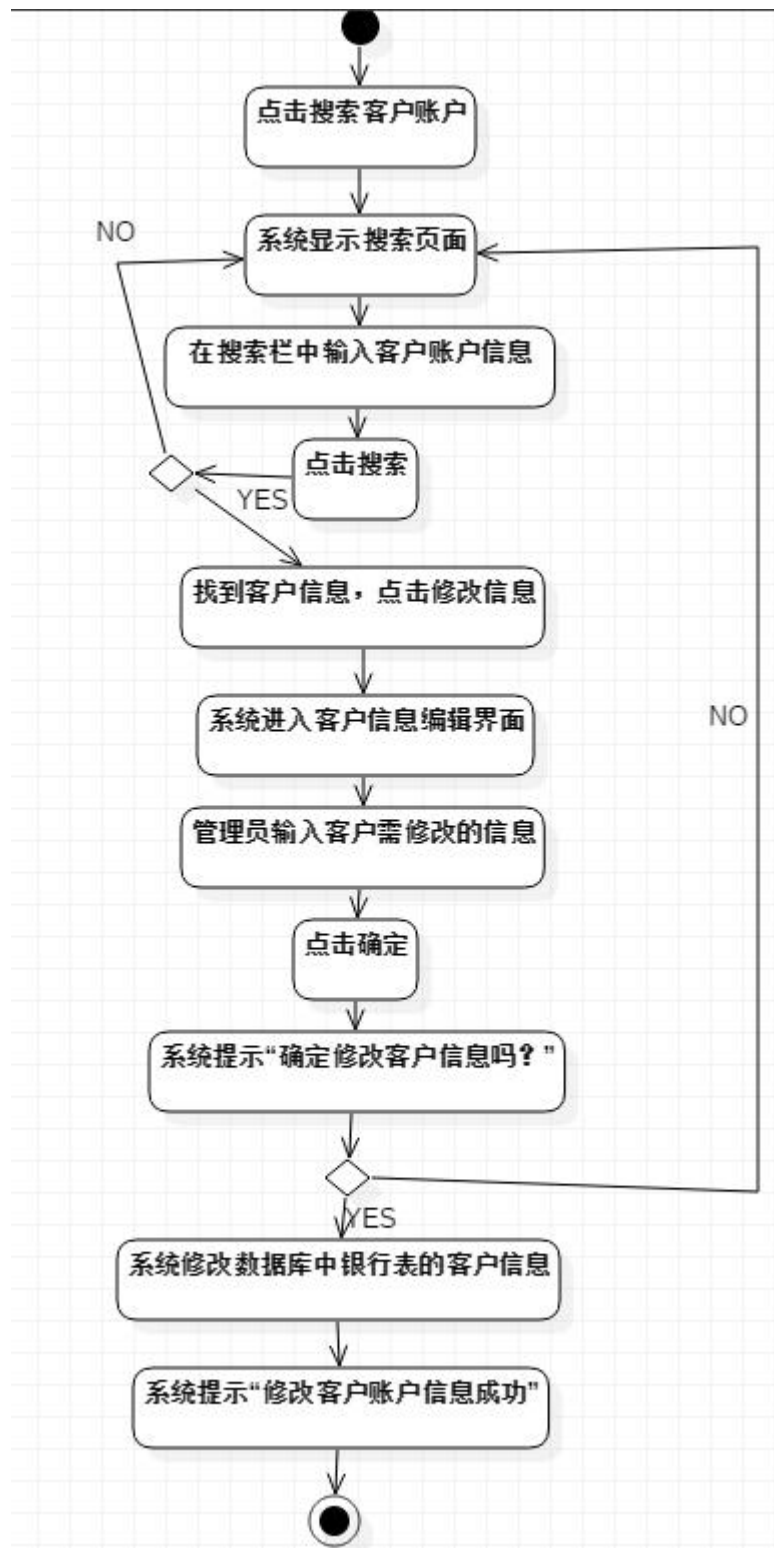 点击搜索客户账户
NO
系统显示搜索页面
在搜索栏中输入客户账户信息
点击搜索
YES
找到客户信息，点击修改信息
系统进入客户信息编辑界面
NO
管理员输入客户需修改的信息
点击确定
系统提示“确定修改客户信息吗？”
YES
系统修改数据库中银行表的客户信息
系统提示“修改客户账户信息成功”